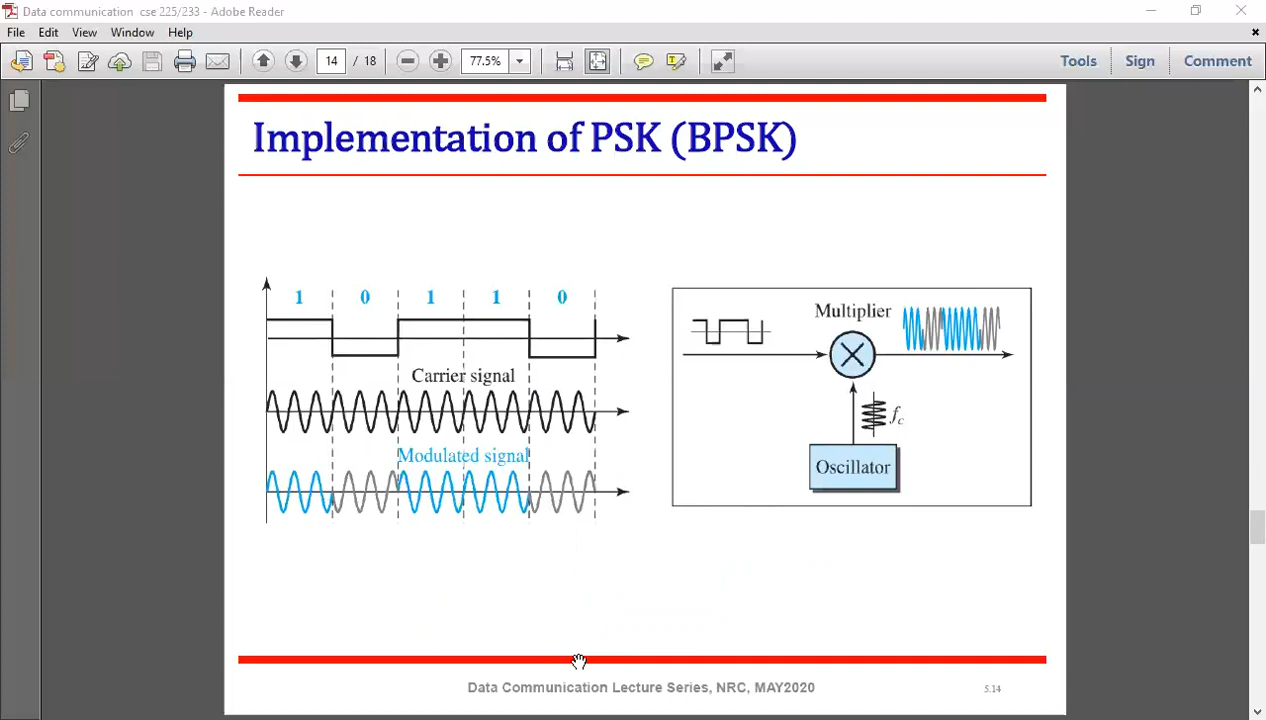 Data communication cse 225/233 - Adobe Reader
File Edit View Window Help
14 / 18 77.5% Tools Sign Comment
Implementation of PSK (BPSK)
1 0 1 1 0
Carrier signal
Modulated signal
Multiplier
fc
Oscillator
Data Communication Lecture Series, NRC, MAY2020
5.14